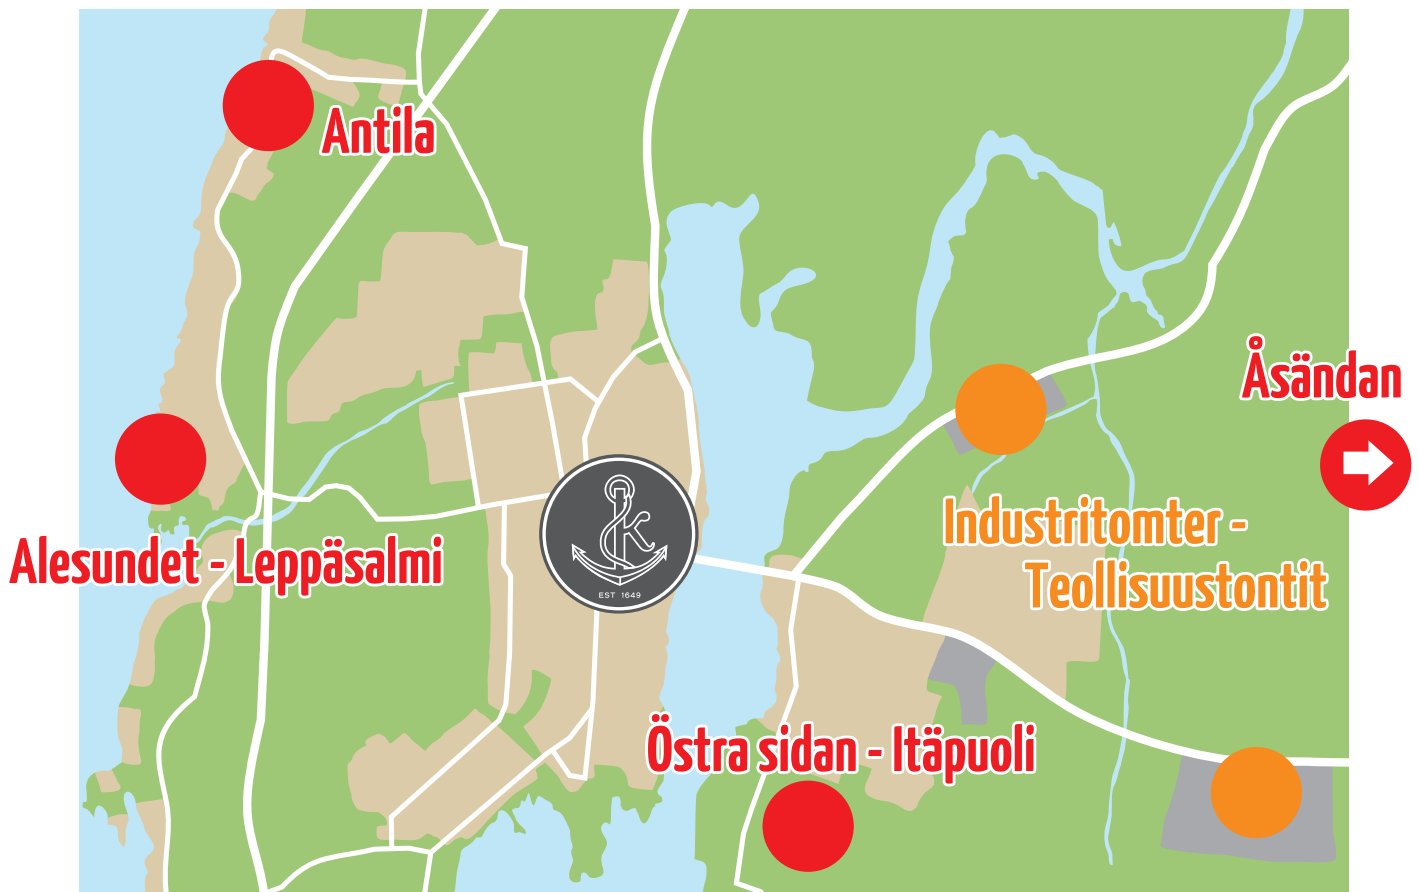 Antila
Åsändan
K
EST 1649
Industritomter -
Teollisuustontit
Alesundet - Leppäsalmi
Östra sidan - Itäpuoli